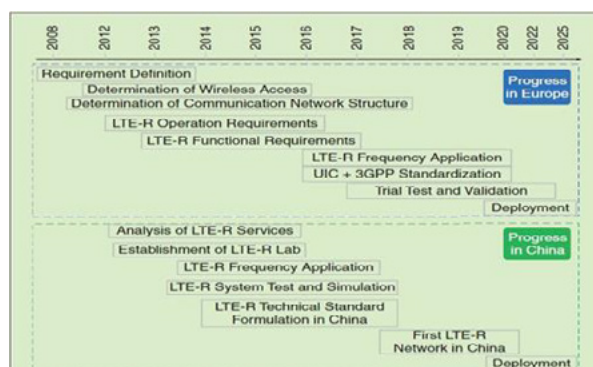 2008 2012 2013 2014 2015 2016 2017 2018 2019 2020 2022 2025
Requirement Definition
Progress
in Europe
Determination of Wireless Access
Determination of Communication Network Structure
LTE-R Operation Requirements
LTE-R Functional Requirements
LTE-R Frequency Application
UIC + 3GPP Standardization
Trial Test and Validation
Deployment
Analysis of LTE-R Services
Progress
in China
Establishment of LTE-R Lab
LTE-R Frequency Application
LTE-R System Test and Simulation
LTE-R Technical Standard
Formulation in China
First LTE-R
Network in China
Deployment